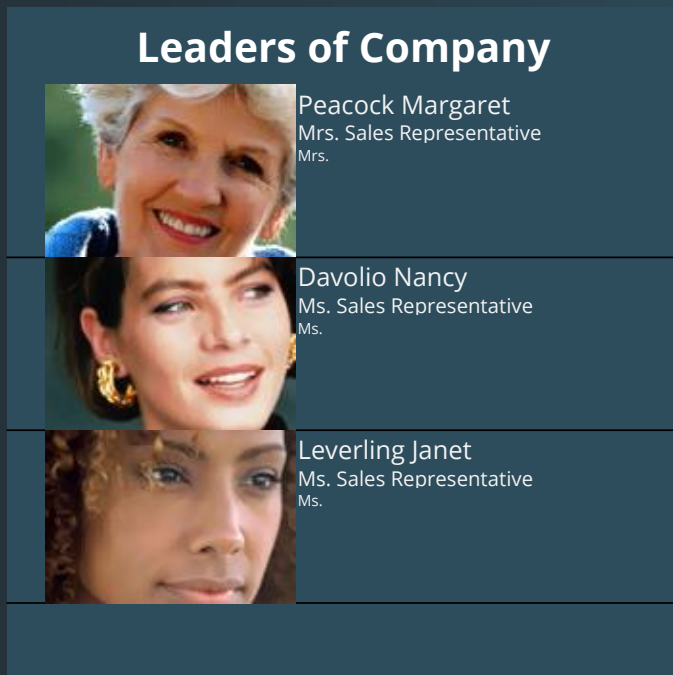 Leaders of Company
Peacock Margaret
Mrs. Sales Representative
Mrs.
Davolio Nancy
Ms. Sales Representative
Ms.
Leverling Janet
Ms. Sales Representative
Ms.